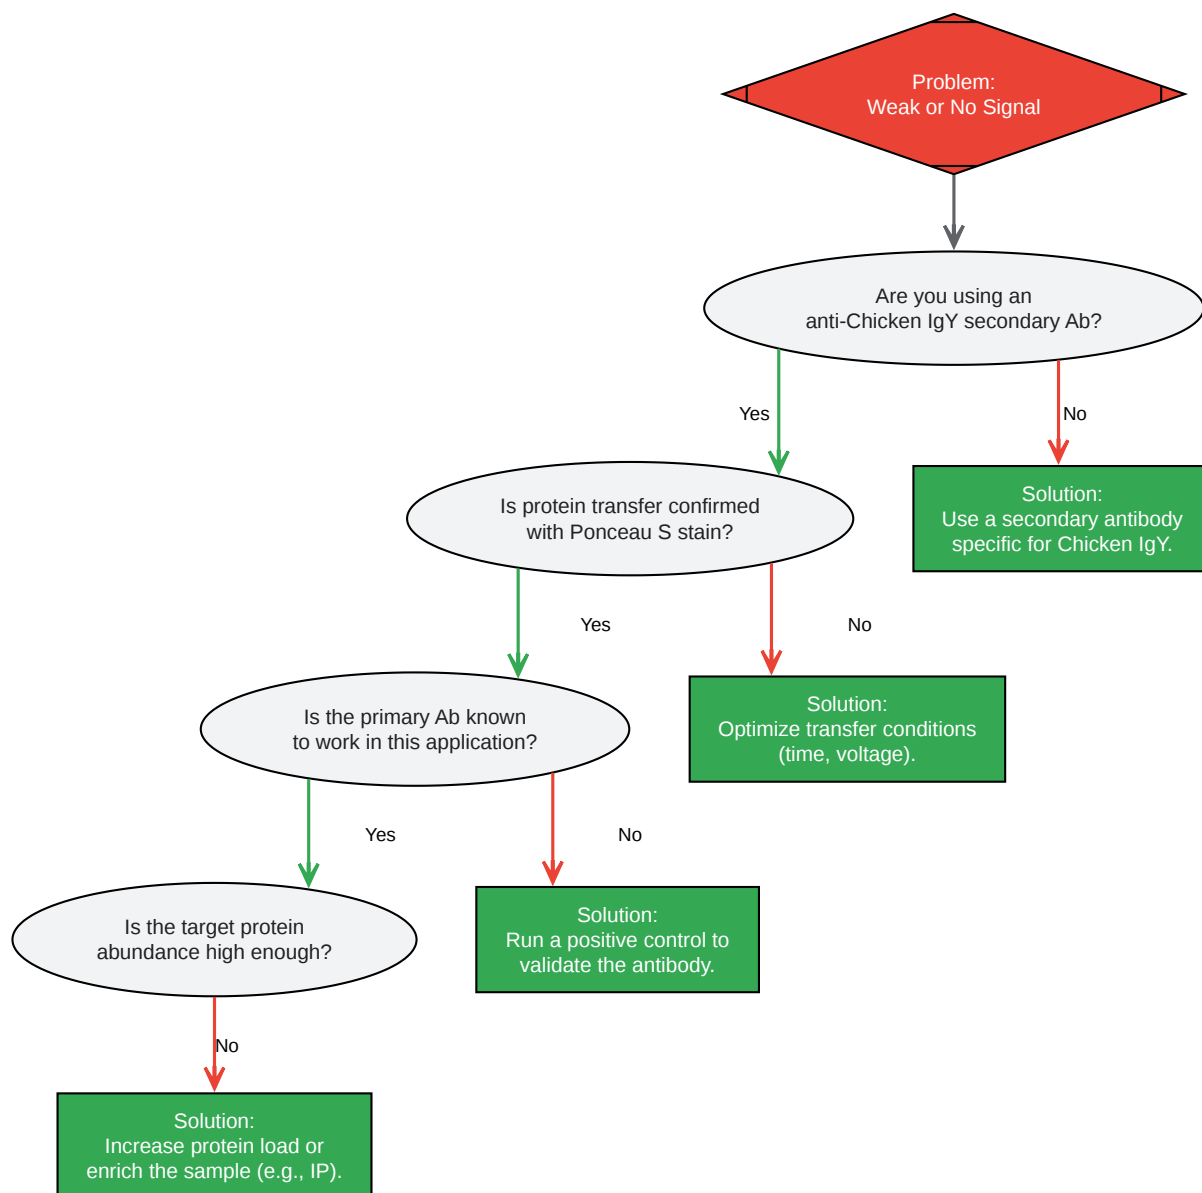 Problem:
Weak or No Signal
Are you using an
anti-Chicken IgY secondary Ab?
Yes
No
Solution:
Use a secondary antibody
specific for Chicken IgY.
Is protein transfer confirmed
with Ponceau S stain?
Yes
No
Solution:
Optimize transfer conditions
(time, voltage).
Is the primary Ab known
to work in this application?
Yes
No
Solution:
Run a positive control to
validate the antibody.
Is the target protein
abundance high enough?
No
Solution:
Increase protein load or
enrich the sample (e.g., IP).